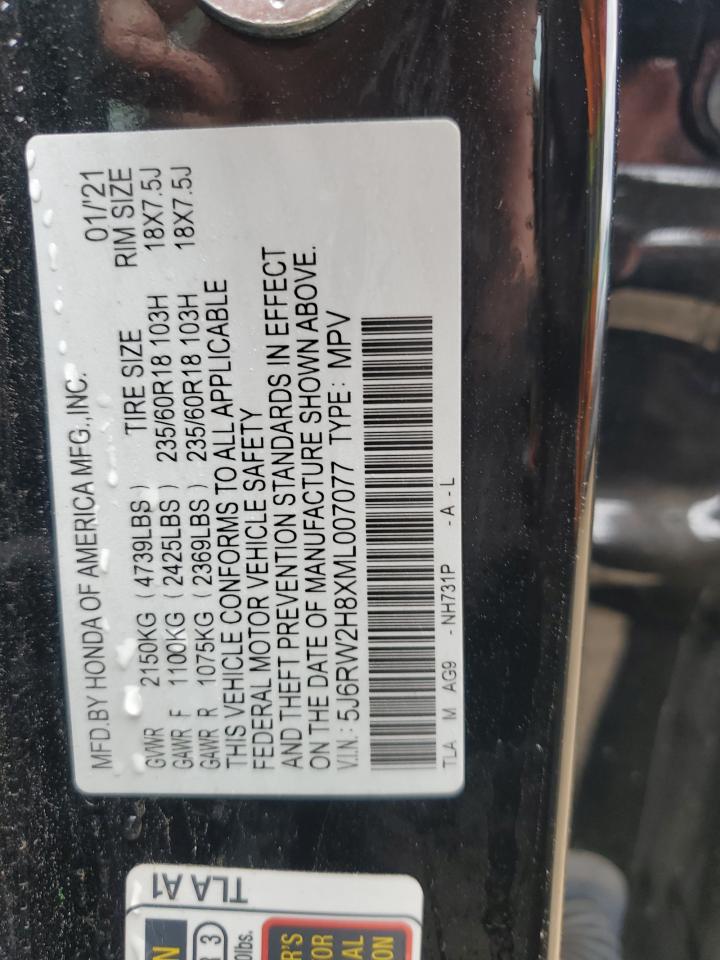 MFD.BY HONDA OF AMERICA MFG.,INC. 01/'21
GVWR 2150KG ( 4739LBS ) TIRE SIZE RIM SIZE
GAWR F 1100KG ( 2425LBS ) 235/60R18 103H 18X7.5J
GAWR R 1075KG ( 2369LBS ) 235/60R18 103H 18X7.5J
THIS VEHICLE CONFORMS TO ALL APPLICABLE
FEDERAL MOTOR VEHICLE SAFETY
AND THEFT PREVENTION STANDARDS IN EFFECT
ON THE DATE OF MANUFACTURE SHOWN ABOVE.
V.I.N: 5J6RW2H8XML007077 TYPE: MPV
TLA M AG9 -NH731P -A-L
TLA A1